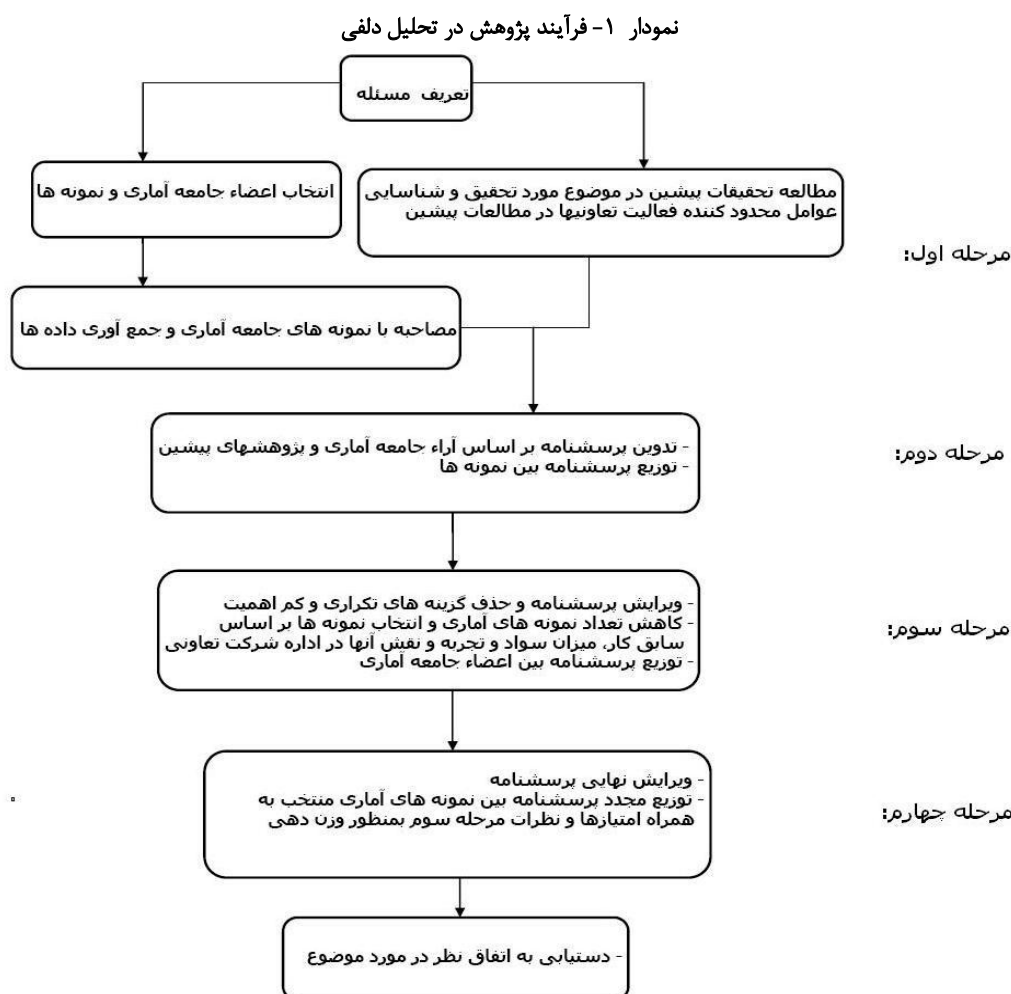 نمودار ۱- فرآیند پژوهش در تحلیل دلفی
تعریف مسئله
مطالعه تحقیقات پیشین در موضوع مورد تحقیق و شناسایی
عوامل محدود کننده فعالیت تعاونیها در مطالعات پیشین
انتخاب اعضاء جامعه آماری و نمونه ها
مرحله اول:
مصاحبه با نمونه های جامعه آماری و جمع آوری داده ها
مرحله دوم:
- تدوین پرسشنامه بر اساس آراء جامعه آماری و پژوهشهای پیشین
- توزیع پرسشنامه بین نمونه ها
مرحله سوم:
- ویرایش پرسشنامه و حذف گزینه های تکراری و کم اهمیت
- کاهش تعداد نمونه های آماری و انتخاب نمونه ها بر اساس
سابق کار، میزان سواد و تجربه و نقش آنها در اداره شرکت تعاونی
- توزیع پرسشنامه بین اعضاء جامعه آماری
مرحله چهارم:
- ویرایش نهایی پرسشنامه
- توزیع مجدد پرسشنامه بین نمونه های آماری منتخب به
همراه امتیازها و نظرات مرحله سوم بمنظور وزن دهی
- دستیابی به اتفاق نظر در مورد موضوع